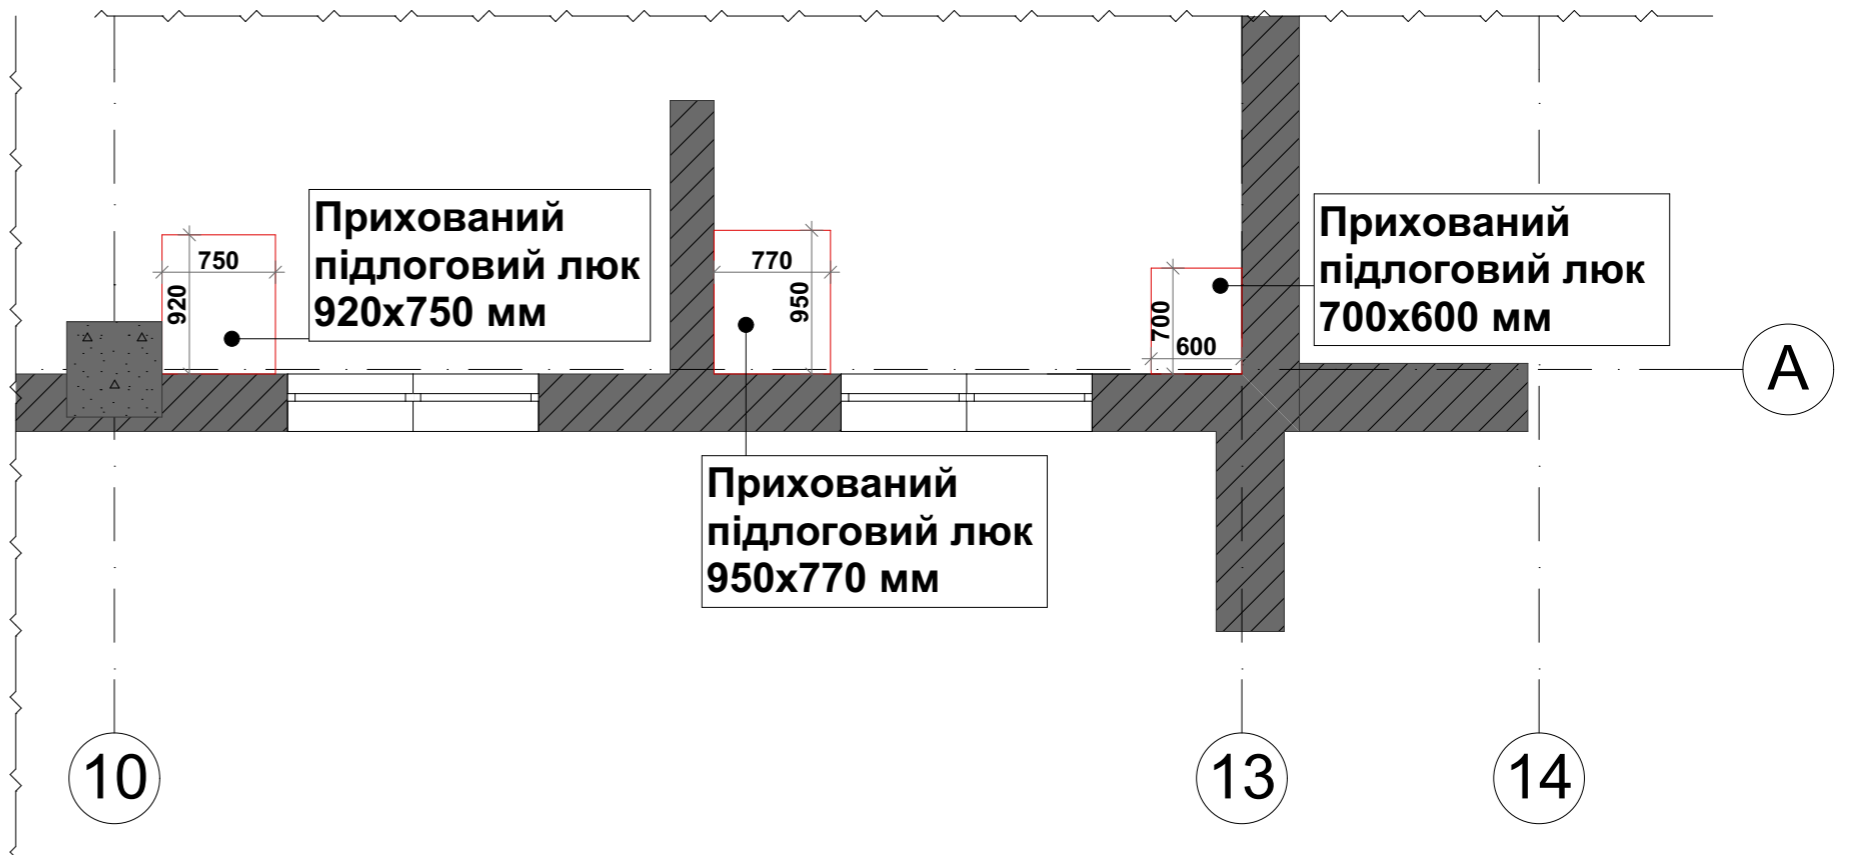 Прихований
підлоговий люк
920х750 мм
750
920
Прихований
підлоговий люк
950х770 мм
770
950
Прихований
підлоговий люк
700х600 мм
700
600
А
10
13
14